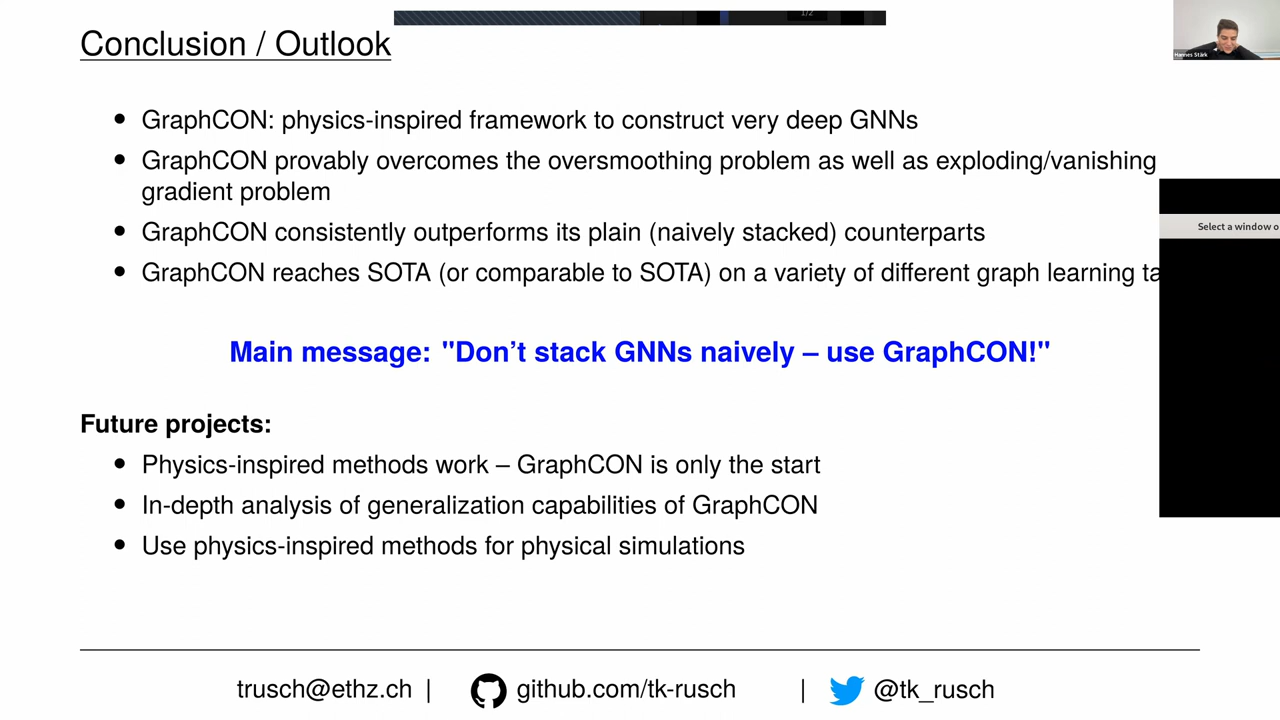 1/2
Conclusion / Outlook
Hannes Stärk
• GraphCON: physics-inspired framework to construct very deep GNNs
• GraphCON provably overcomes the oversmoothing problem as well as exploding/vanishing
gradient problem
• GraphCON consistently outperforms its plain (naively stacked) counterparts
• GraphCON reaches SOTA (or comparable to SOTA) on a variety of different graph learning ta
Select a window o
Main message: "Don't stack GNNs naively – use GraphCON!"
Future projects:
• Physics-inspired methods work – GraphCON is only the start
• In-depth analysis of generalization capabilities of GraphCON
• Use physics-inspired methods for physical simulations
trusch@ethz.ch | github.com/tk-rusch | @tk_rusch